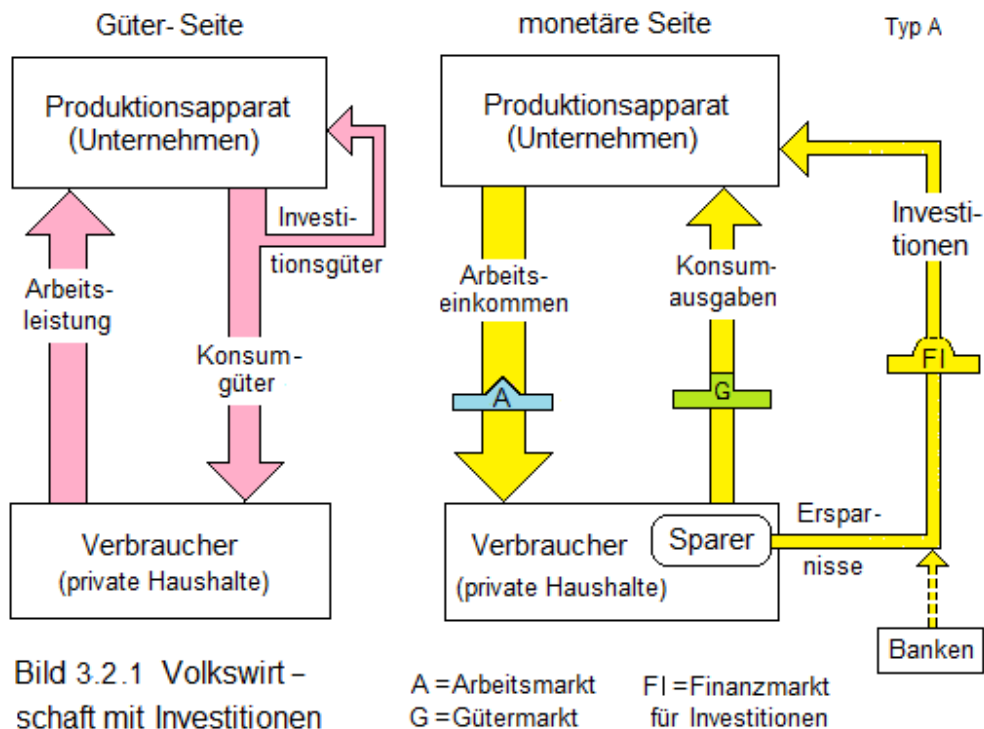 Güter-Seite
monetäre Seite
Typ A
Produktionsapparat
(Unternehmen)
Investi-
tionsgüter
Arbeits-
leistung
Konsum-
güter
Verbraucher
(private Haushalte)
Produktionsapparat
(Unternehmen)
Arbeits-
einkommen
A
Konsum-
ausgaben
G
Investi-
tionen
FI
Verbraucher
(private Haushalte)
Sparer
Erspar-
nisse
Banken
Bild 3.2.1 Volkswirt-
schaft mit Investitionen
A =Arbeitsmarkt
G =Gütermarkt
FI =Finanzmarkt
für Investitionen